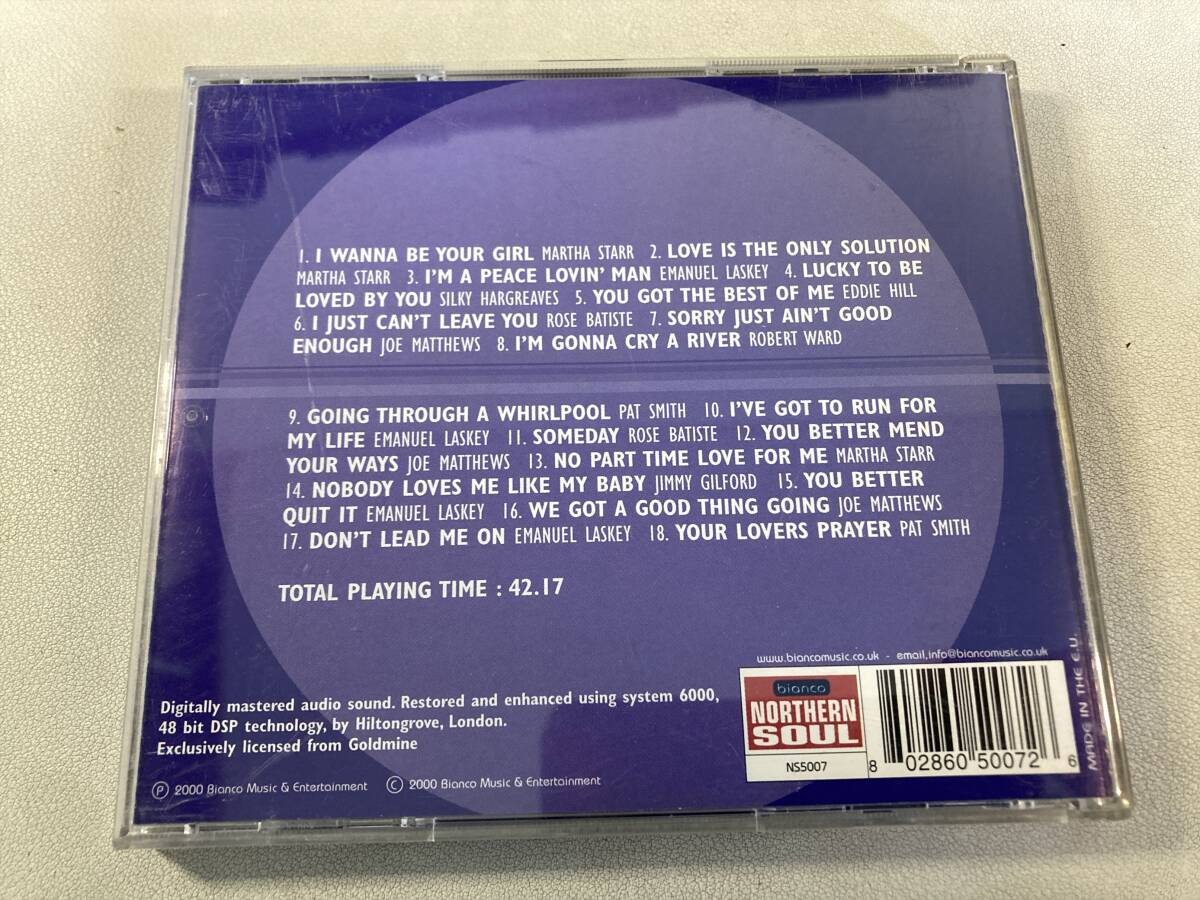 1. I WANNA BE YOUR GIRL MARTHA STARR 2. LOVE IS THE ONLY SOLUTION
MARTHA STARR 3. I'M A PEACE LOVIN' MAN EMANUEL LASKEY 4. LUCKY TO BE
LOVED BY YOU SILKY HARGREAVES 5. YOU GOT THE BEST OF ME EDDIE HILL
6. I JUST CAN'T LEAVE YOU ROSE BATISTE 7. SORRY JUST AIN'T GOOD
ENOUGH JOE MATTHEWS 8. I'M GONNA CRY A RIVER ROBERT WARD
9. GOING THROUGH A WHIRLPOOL PAT SMITH 10. I'VE GOT TO RUN FOR
MY LIFE EMANUEL LASKEY 11. SOMEDAY ROSE BATISTE 12. YOU BETTER MEND
YOUR WAYS JOE MATTHEWS 13. NO PART TIME LOVE FOR ME MARTHA STARR
14. NOBODY LOVES ME LIKE MY BABY JIMMY GILFORD 15. YOU BETTER
QUIT IT EMANUEL LASKEY 16. WE GOT A GOOD THING GOING JOE MATTHEWS
17. DON'T LEAD ME ON EMANUEL LASKEY 18. YOUR LOVERS PRAYER PAT SMITH
TOTAL PLAYING TIME : 42.17
www.biancomusic.co.uk - email,info@biancomusic.co.uk
Digitally mastered audio sound. Restored and enhanced using system 6000,
48 bit DSP technology, by Hiltongrove, London.
Exclusively licensed from Goldmine
℗ 2000 Bianco Music & Entertainment © 2000 Bianco Music & Entertainment
bianco
NORTHERN
SOUL
NS5007
8 02860 50072 6
MADE IN THE E.U.